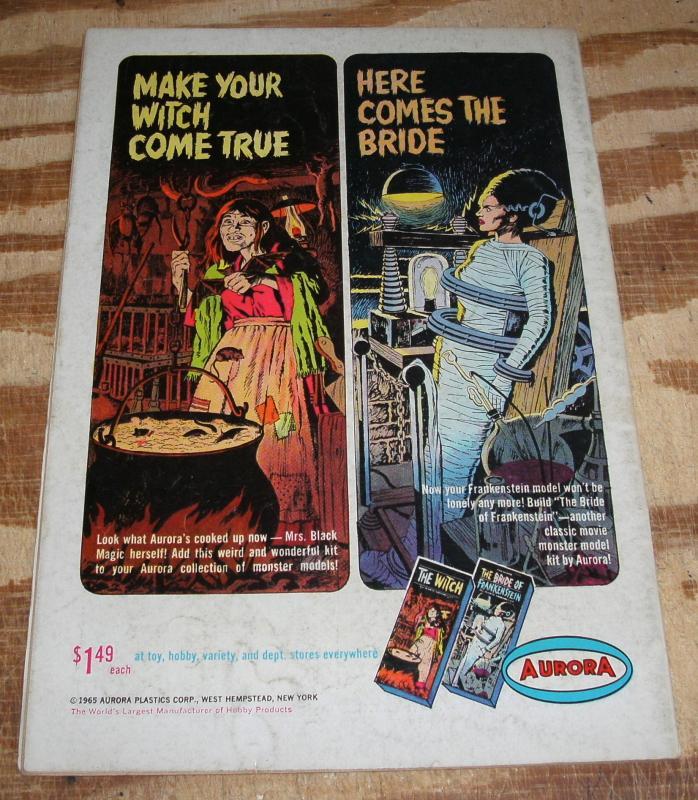 MAKE YOUR
WITCH
COME TRUE
Look what Aurora's cooked up now — Mrs. Black
Magic herself! Add this weird and wonderful kit
to your Aurora collection of monster models!
HERE
COMES THE
BRIDE
Now your Frankenstein model won't be
lonely any more! Build "The Bride
of Frankenstein"—another
classic movie
monster model
kit by Aurora!
THE WITCH
THE BRIDE OF
FRANKENSTEIN
$1.49
each
at toy, hobby, variety, and dept. stores everywhere
AURORA
© 1965 AURORA PLASTICS CORP., WEST HEMPSTEAD, NEW YORK
The World's Largest Manufacturer of Hobby Products